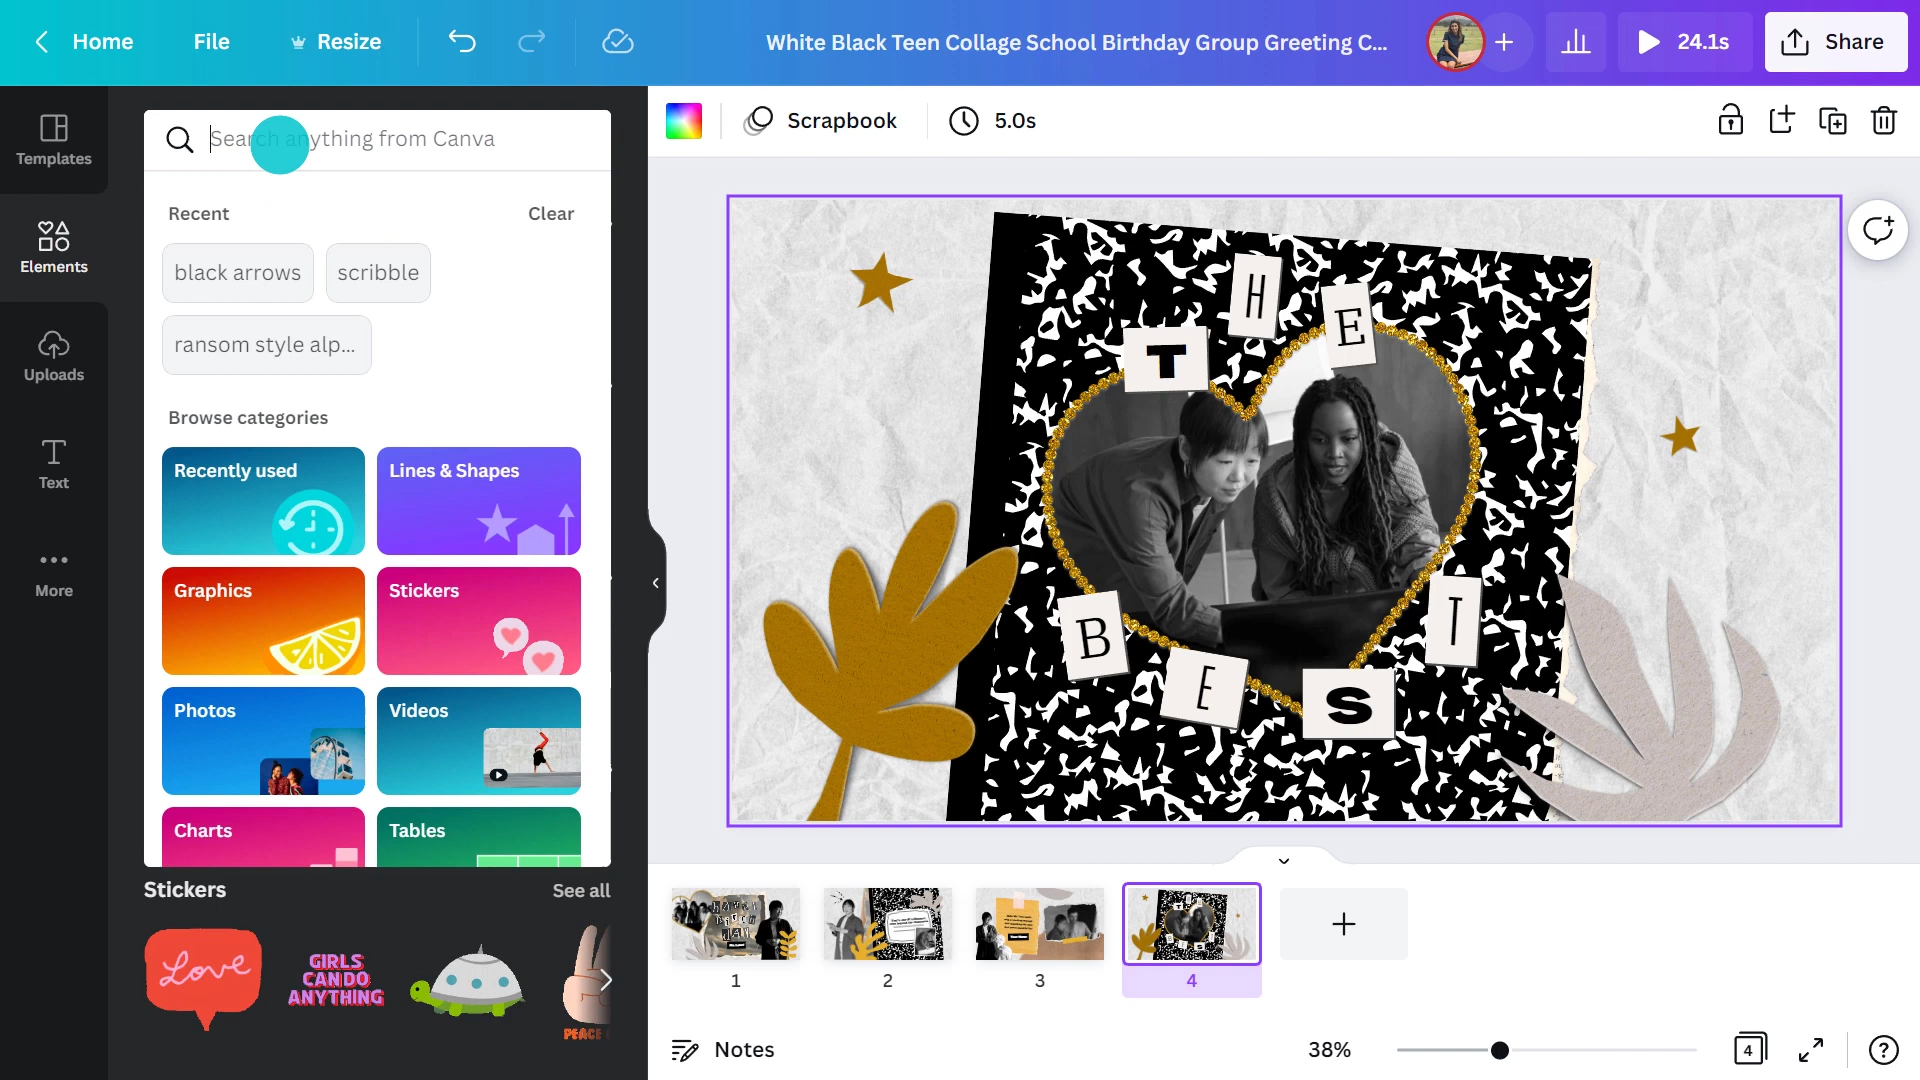 Home
File
Resize
White Black Teen Collage School Birthday Group Greeting C...
24.1s
Share
Templates
Elements
Uploads
Text
More
Search anything from Canva
Recent
Clear
black arrows
scribble
ransom style alp...
Browse categories
Recently used
Lines & Shapes
Graphics
Stickers
Photos
Videos
Charts
Tables
Stickers
See all
Love
GIRLS
CAN DO
ANYTHING
PEACE
Scrapbook
5.0s
THE
BEST
1
2
3
4
Notes
38%
4